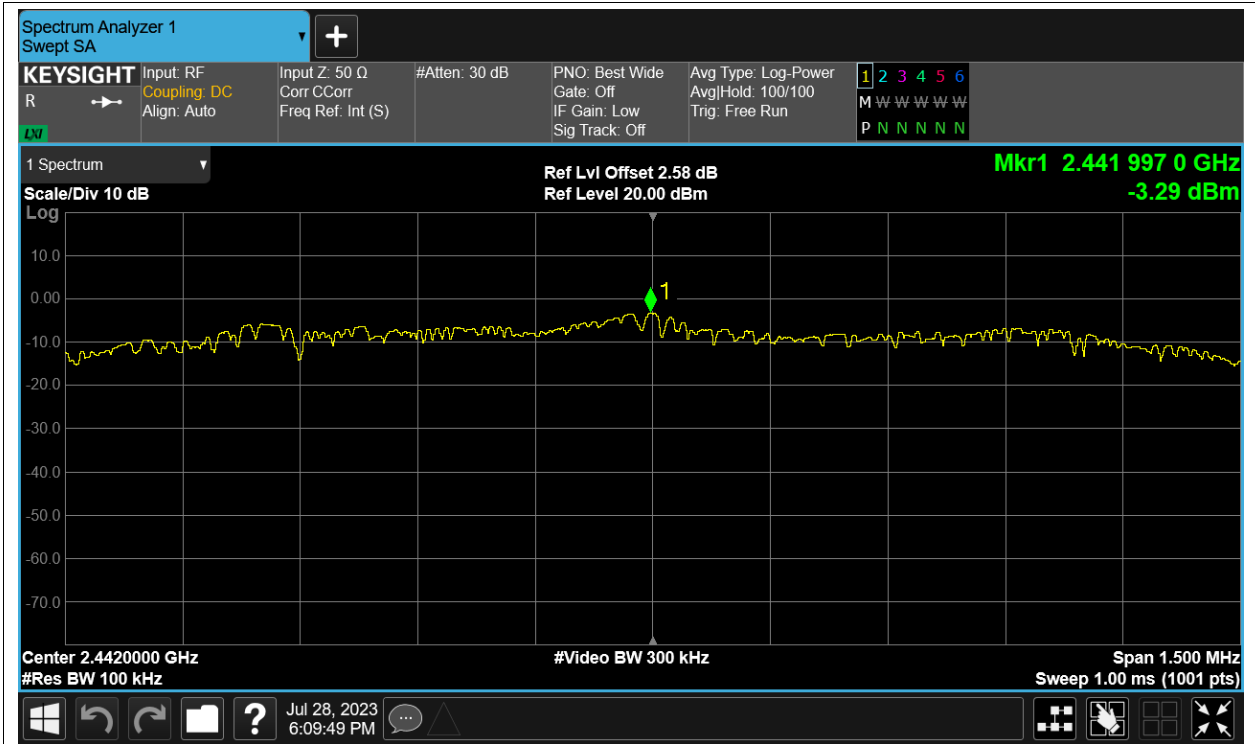 Spectrum Analyzer 1
Swept SA
KEYSIGHT
R
LXI
Input: RF
Coupling: DC
Align: Auto
Input Z: 50 Ω
Corr CCorr
Freq Ref: Int (S)
#Atten: 30 dB
PNO: Best Wide
Gate: Off
IF Gain: Low
Sig Track: Off
Avg Type: Log-Power
Avg|Hold: 100/100
Trig: Free Run
1 2 3 4 5 6
M W W W W W
P N N N N N
1 Spectrum
Scale/Div 10 dB
Ref Lvl Offset 2.58 dB
Ref Level 20.00 dBm
Mkr1 2.441 997 0 GHz
-3.29 dBm
Log
10.0
0.00
-10.0
-20.0
-30.0
-40.0
-50.0
-60.0
-70.0
1
Center 2.4420000 GHz
#Res BW 100 kHz
#Video BW 300 kHz
Span 1.500 MHz
Sweep 1.00 ms (1001 pts)
?
Jul 28, 2023
6:09:49 PM